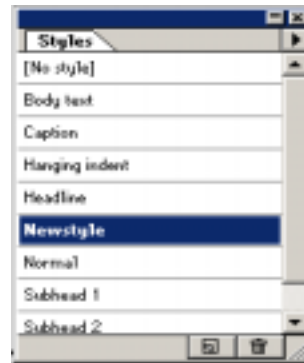 Styles
[No style]
Body text
Caption
Hanging indent
Headline
Newstyle
Normal
Subhead 1
Subhead 2